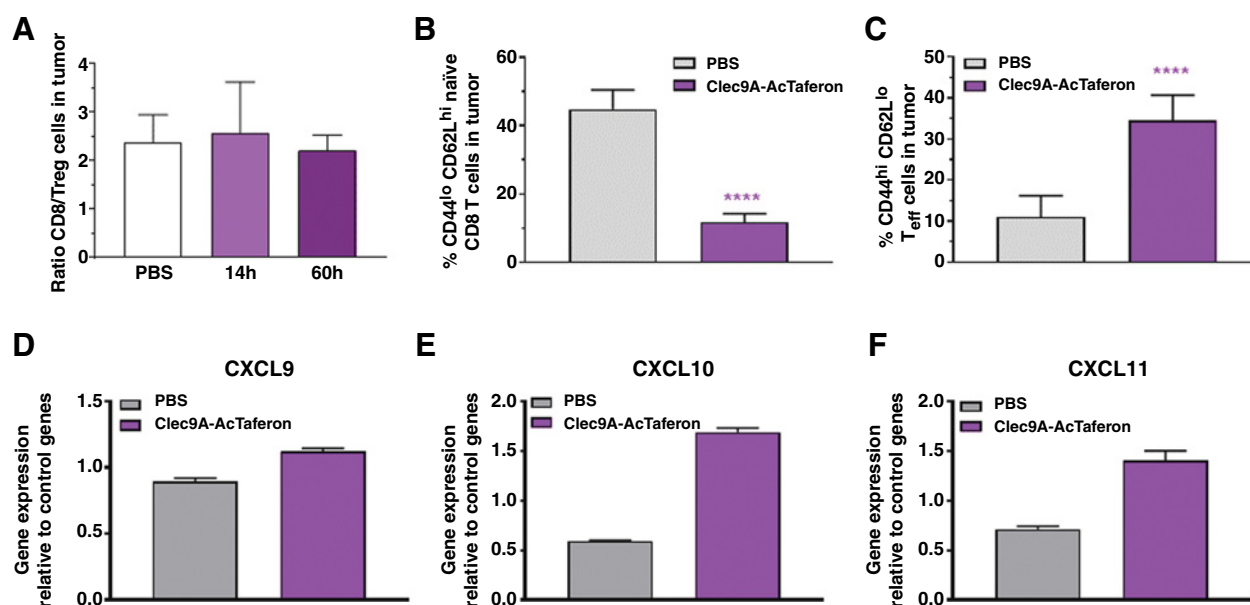 A
Ratio CD8/Treg cells in tumor
4
3
2
1
0
PBS
14h
60h
B
% CD44lo CD62Lhi naïve
CD8 T cells in tumor
60
40
20
0
PBS
Clec9A-AcTaferon
****
C
% CD44hi CD62Llo
Teff cells in tumor
50
40
30
20
10
0
PBS
Clec9A-AcTaferon
****
D
CXCL9
Gene expression
relative to control genes
1.5
1.0
0.5
0.0
PBS
Clec9A-AcTaferon
E
CXCL10
Gene expression
relative to control genes
2.0
1.5
1.0
0.5
0.0
PBS
Clec9A-AcTaferon
F
CXCL11
Gene expression
relative to control genes
2.0
1.5
1.0
0.5
0.0
PBS
Clec9A-AcTaferon